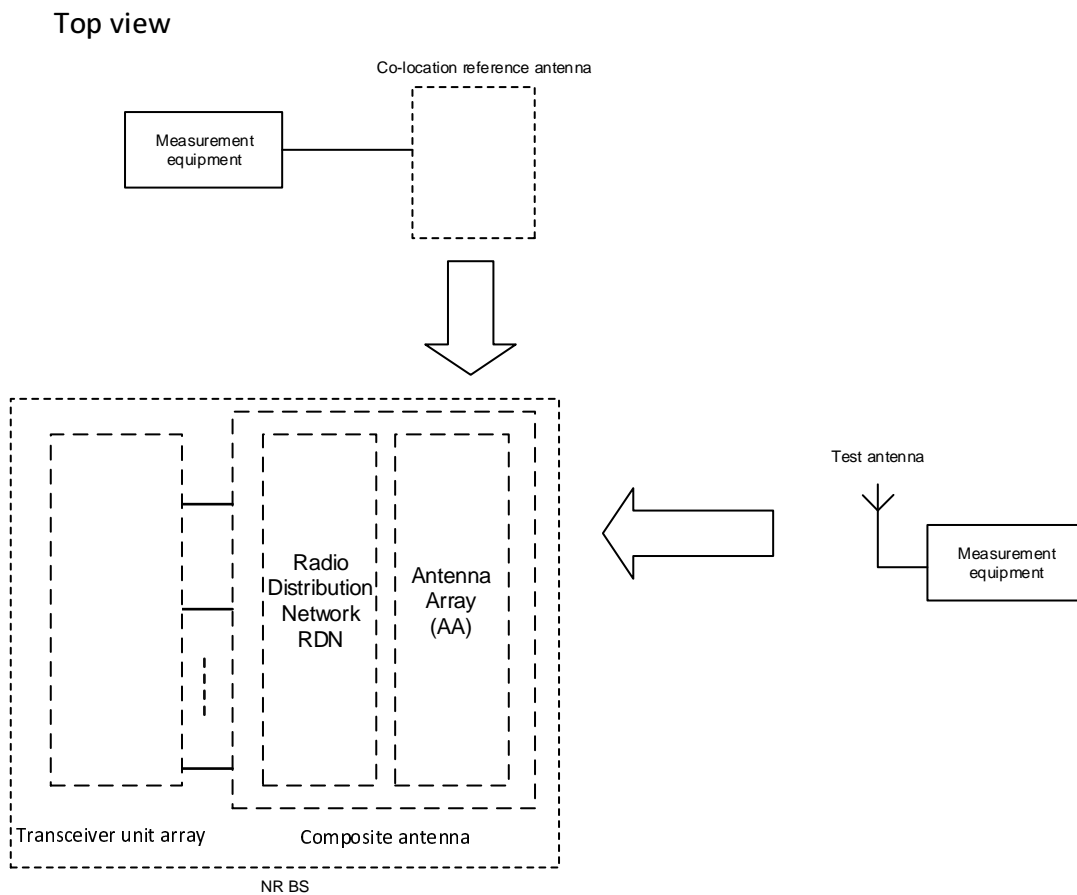 Top view
Co-location reference antenna
Measurement
equipment
Test antenna
Measurement
equipment
Radio
Distribution
Network
RDN
Antenna
Array
(AA)
Transceiver unit array
Composite antenna
NR BS